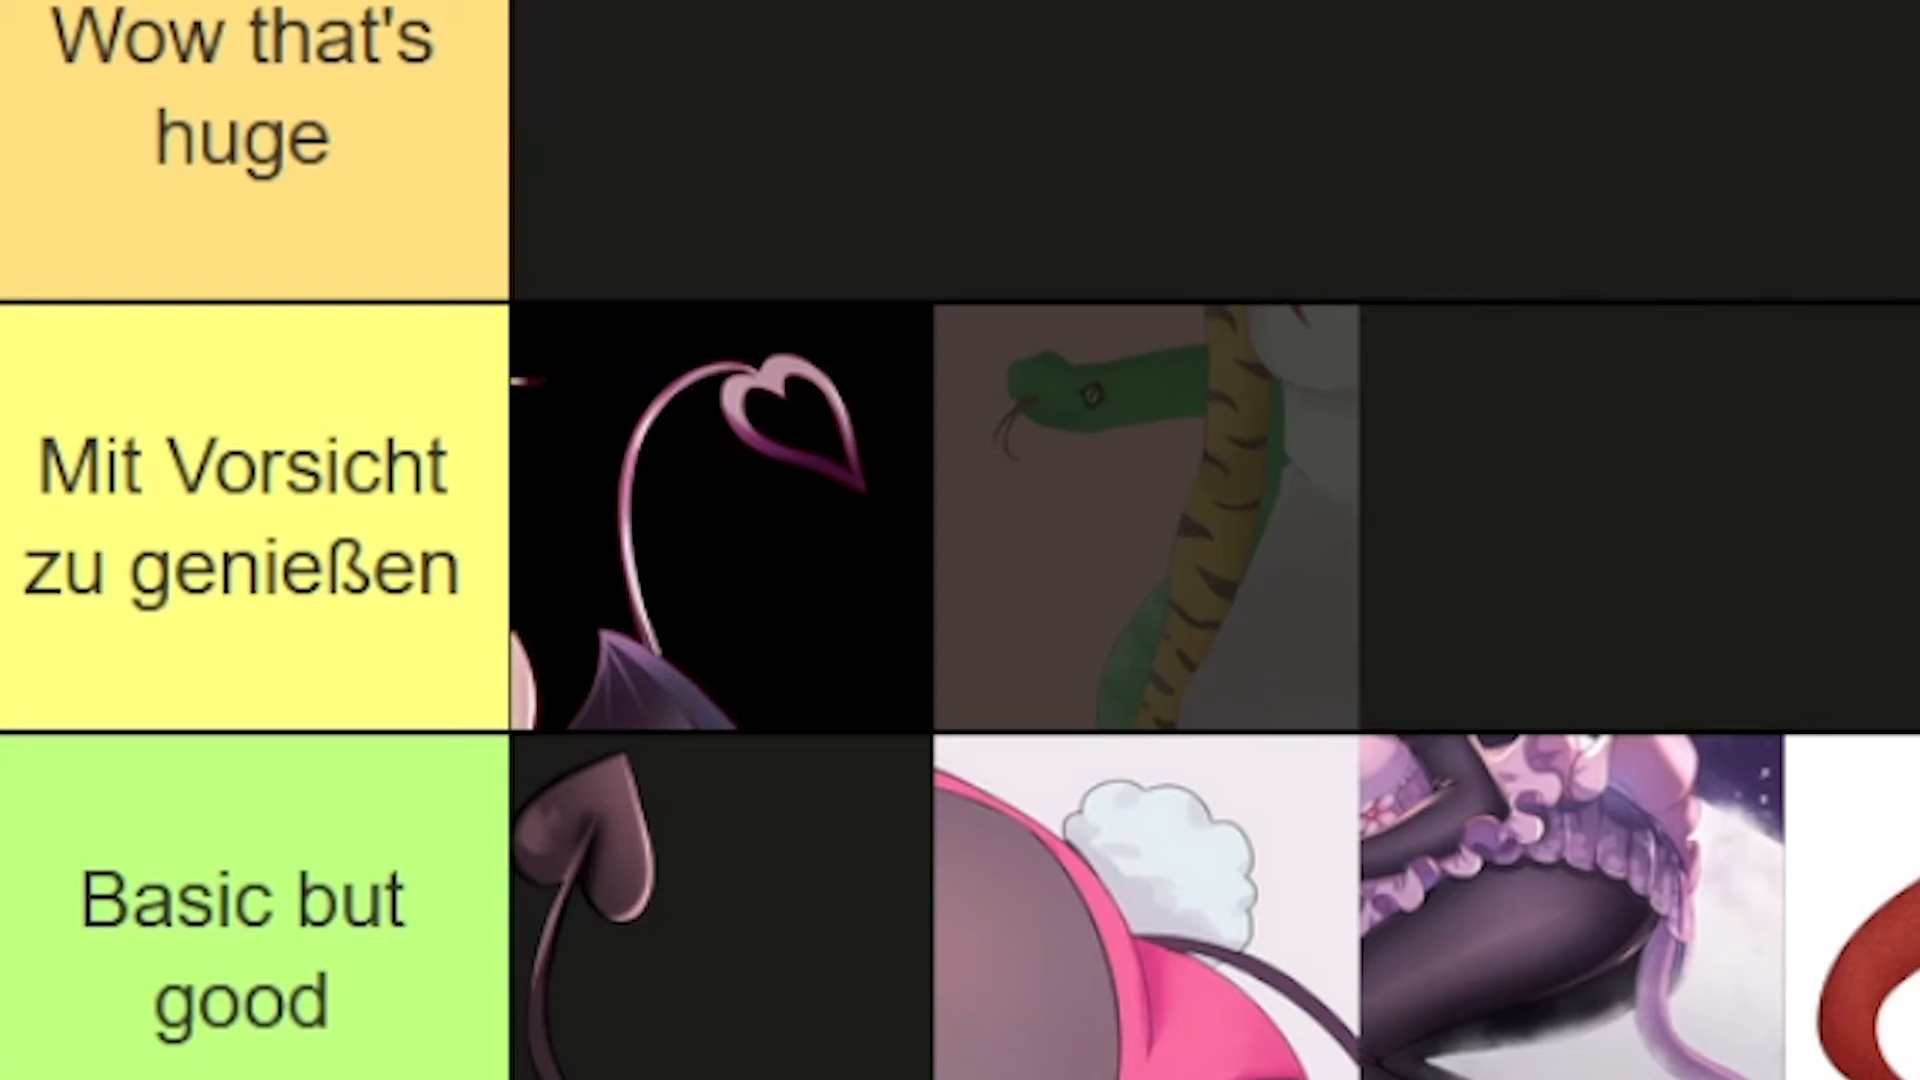 Wow that's
huge
Mit Vorsicht
zu genießen
Basic but
good